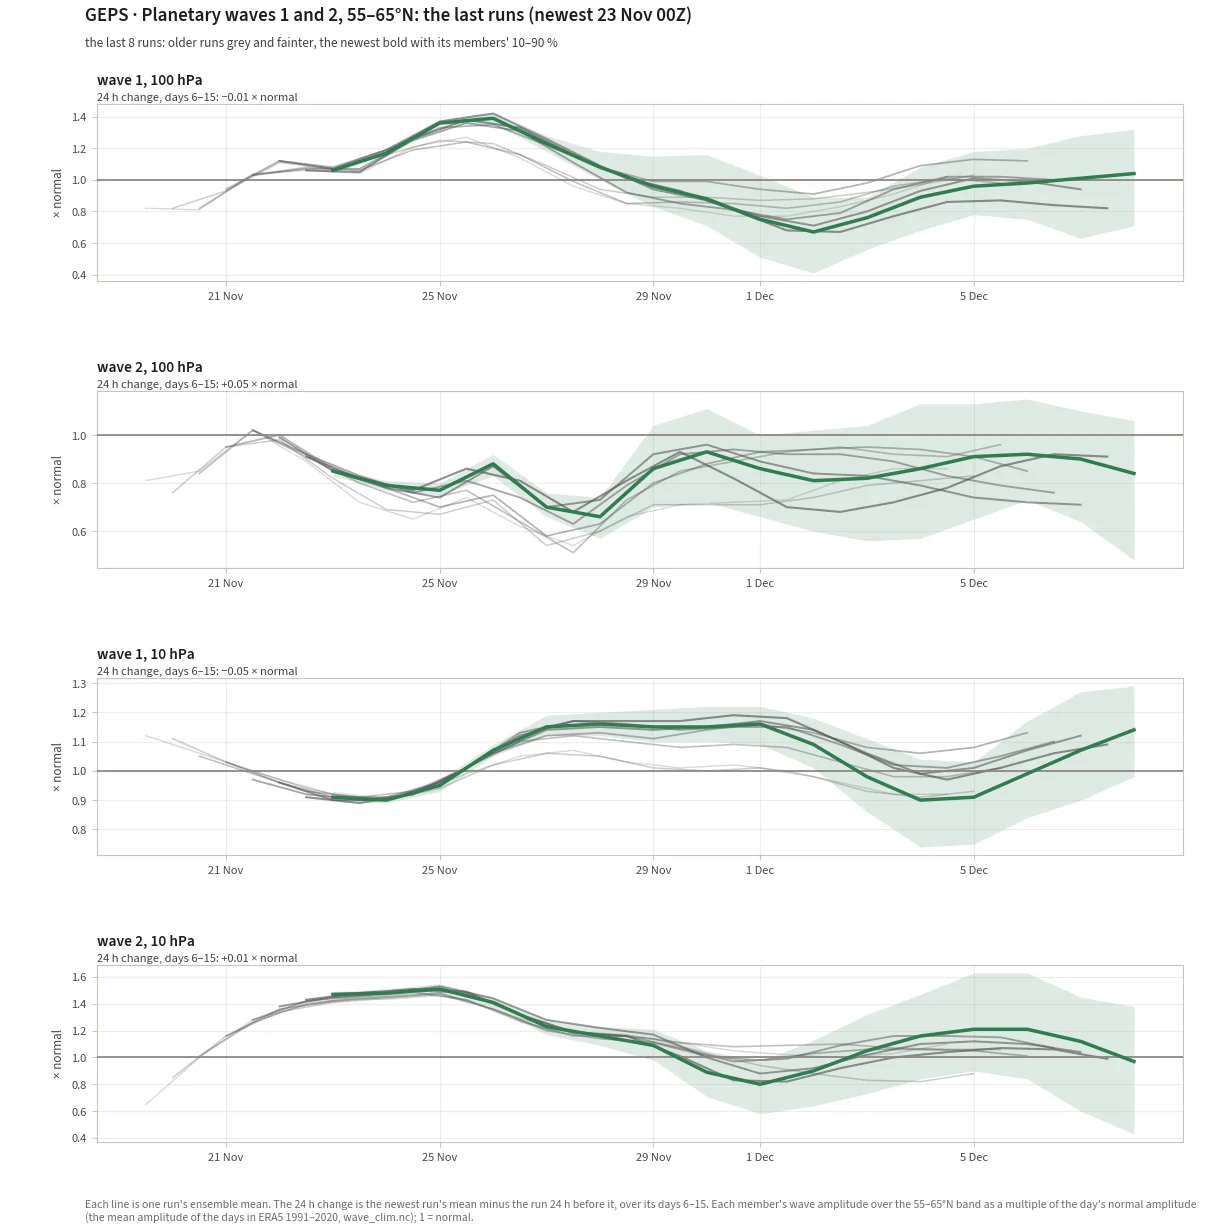 GEPS · Planetary waves 1 and 2, 55–65°N: the last runs (newest 23 Nov 00Z)
the last 8 runs: older runs grey and fainter, the newest bold with its members' 10–90 %
wave 1, 100 hPa
24 h change, days 6–15: −0.01 × normal
1.4
1.2
1.0
0.8
0.6
0.4
× normal
21 Nov
25 Nov
29 Nov
1 Dec
5 Dec
wave 2, 100 hPa
24 h change, days 6–15: +0.05 × normal
1.0
0.8
0.6
× normal
21 Nov
25 Nov
29 Nov
1 Dec
5 Dec
wave 1, 10 hPa
24 h change, days 6–15: −0.05 × normal
1.3
1.2
1.1
1.0
0.9
0.8
× normal
21 Nov
25 Nov
29 Nov
1 Dec
5 Dec
wave 2, 10 hPa
24 h change, days 6–15: +0.01 × normal
1.6
1.4
1.2
1.0
0.8
0.6
0.4
× normal
21 Nov
25 Nov
29 Nov
1 Dec
5 Dec
Each line is one run's ensemble mean. The 24 h change is the newest run's mean minus the run 24 h before it, over its days 6–15. Each member's wave amplitude over the 55–65°N band as a multiple of the day's normal amplitude
(the mean amplitude of the days in ERA5 1991–2020, wave_clim.nc); 1 = normal.